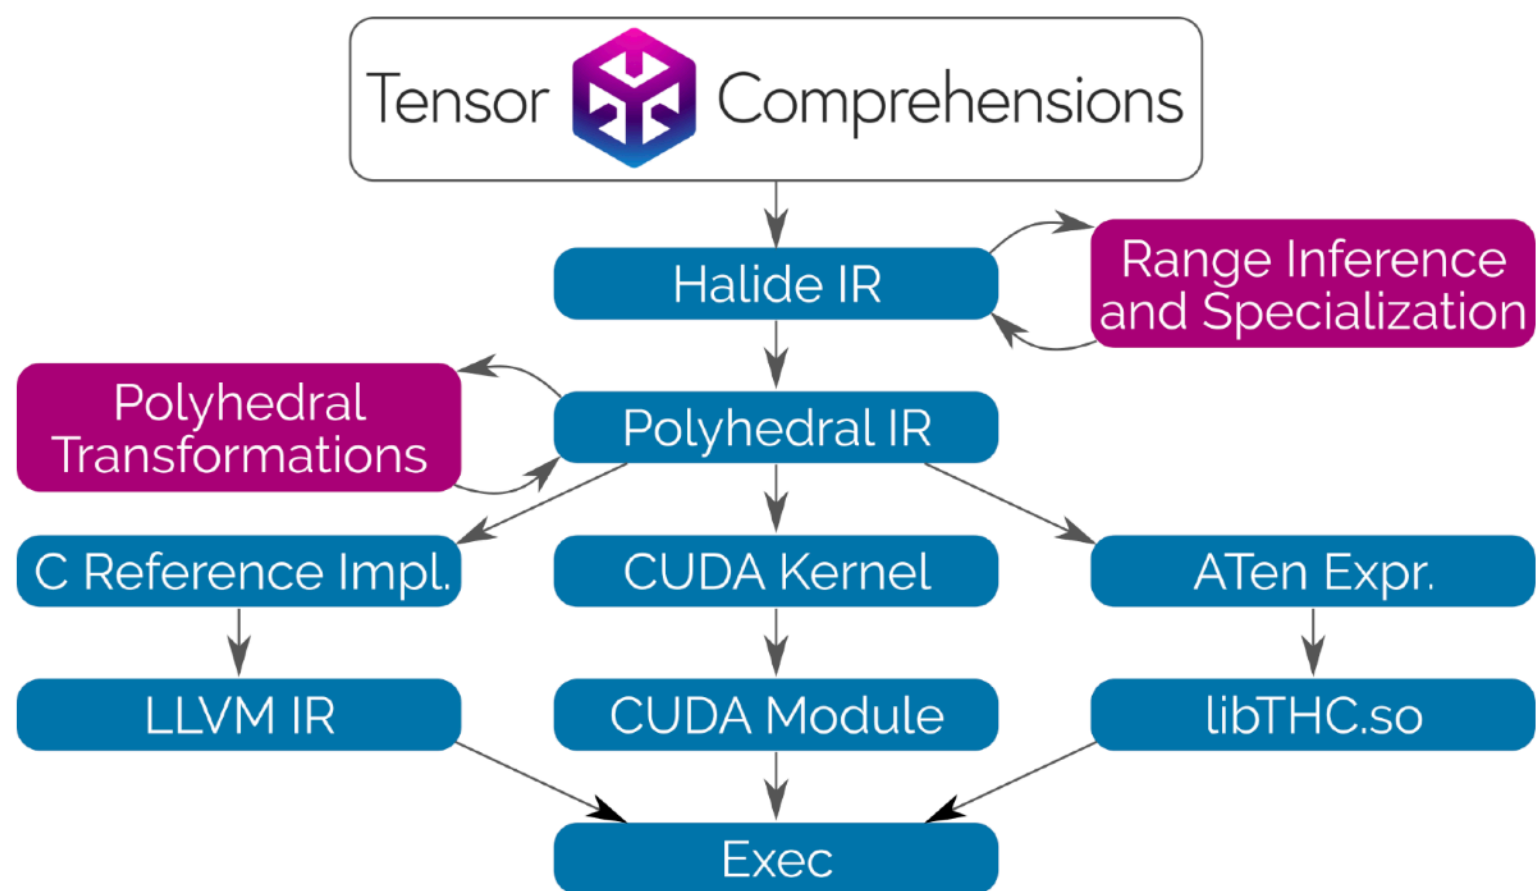 Tensor Comprehensions
Halide IR
Range Inference
and Specialization
Polyhedral
Transformations
Polyhedral IR
C Reference Impl.
CUDA Kernel
ATen Expr.
LLVM IR
CUDA Module
libTHC.so
Exec